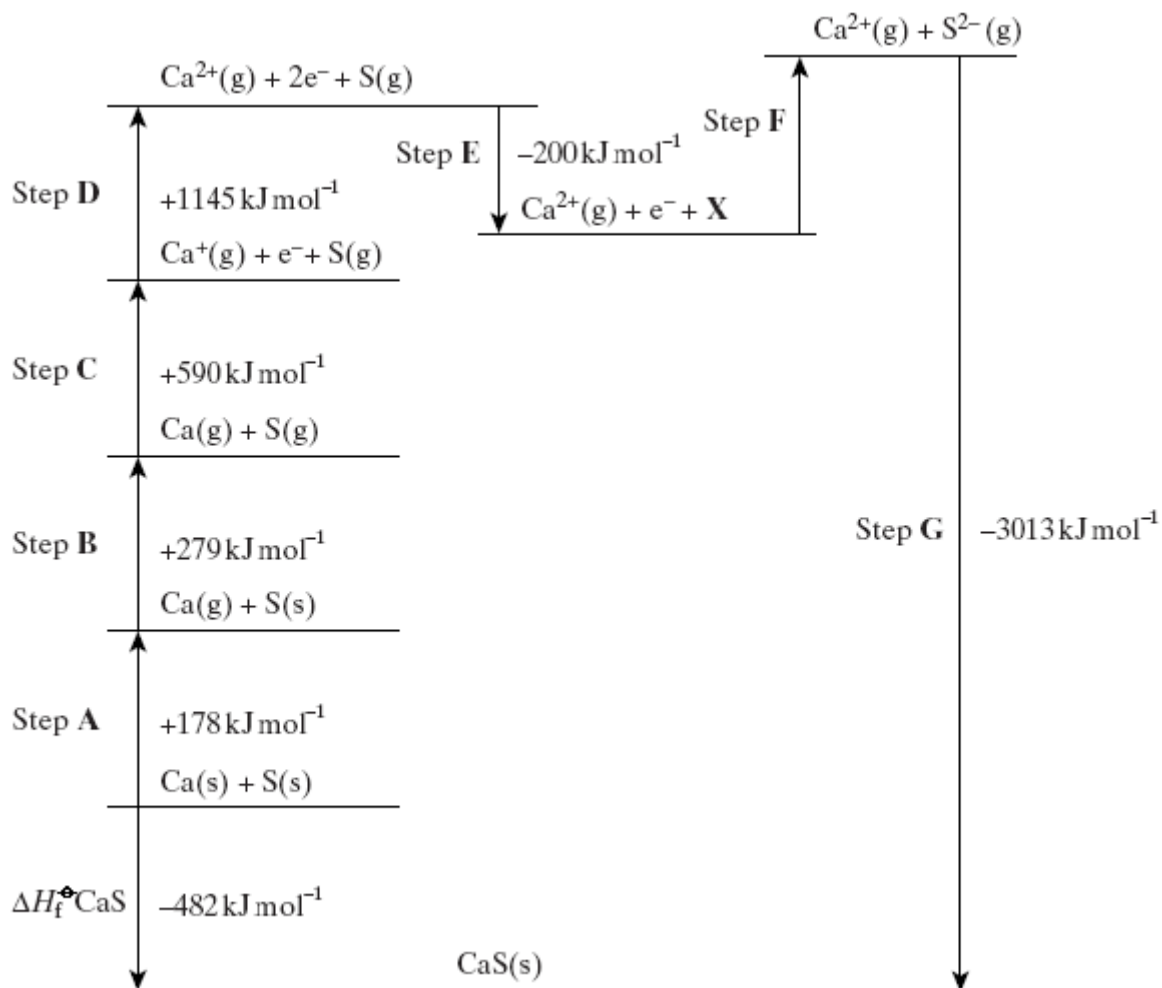 Ca²⁺(g) + S²⁻(g)
Ca²⁺(g) + 2e⁻ + S(g)
Step F
Step E
–200 kJ mol⁻¹
Step D
+1145 kJ mol⁻¹
Ca²⁺(g) + e⁻ + X
Ca⁺(g) + e⁻ + S(g)
Step C
+590 kJ mol⁻¹
Ca(g) + S(g)
Step B
+279 kJ mol⁻¹
Step G
–3013 kJ mol⁻¹
Ca(g) + S(s)
Step A
+178 kJ mol⁻¹
Ca(s) + S(s)
ΔHf⦵CaS
–482 kJ mol⁻¹
CaS(s)